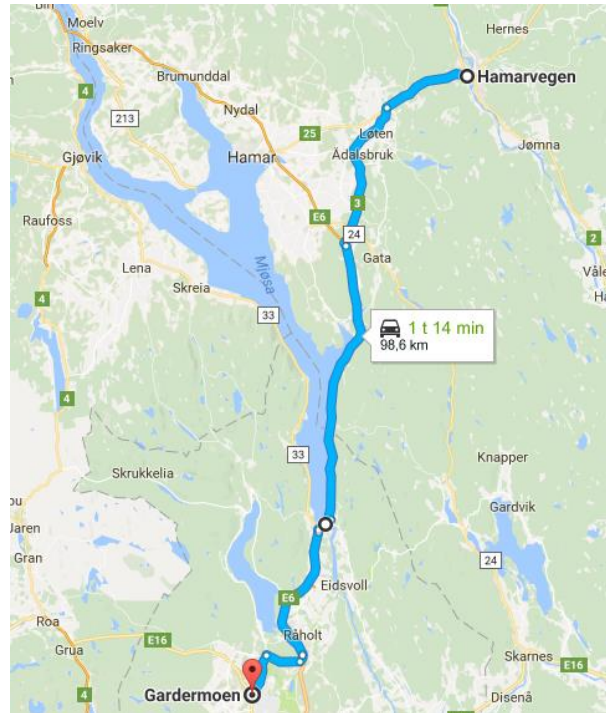 Biri
Moelv
Hernes
Ringsaker
Hamarvegen
Brumunddal
4
213
Nydal
25
Løten
Jømna
Hamar
Ådalsbruk
Gjøvik
3
E6
Raufoss
24
2
Gata
Lena
Mjøsa
Skreia
4
33
1 t 14 min
98,6 km
4
33
Knapper
Skrukkelia
Gardvik
Jaren
Gran
24
Eidsvoll
E6
Roa
E16
Råholt
Grua
Skarnes
E16
Gardermoen
4
Disenå